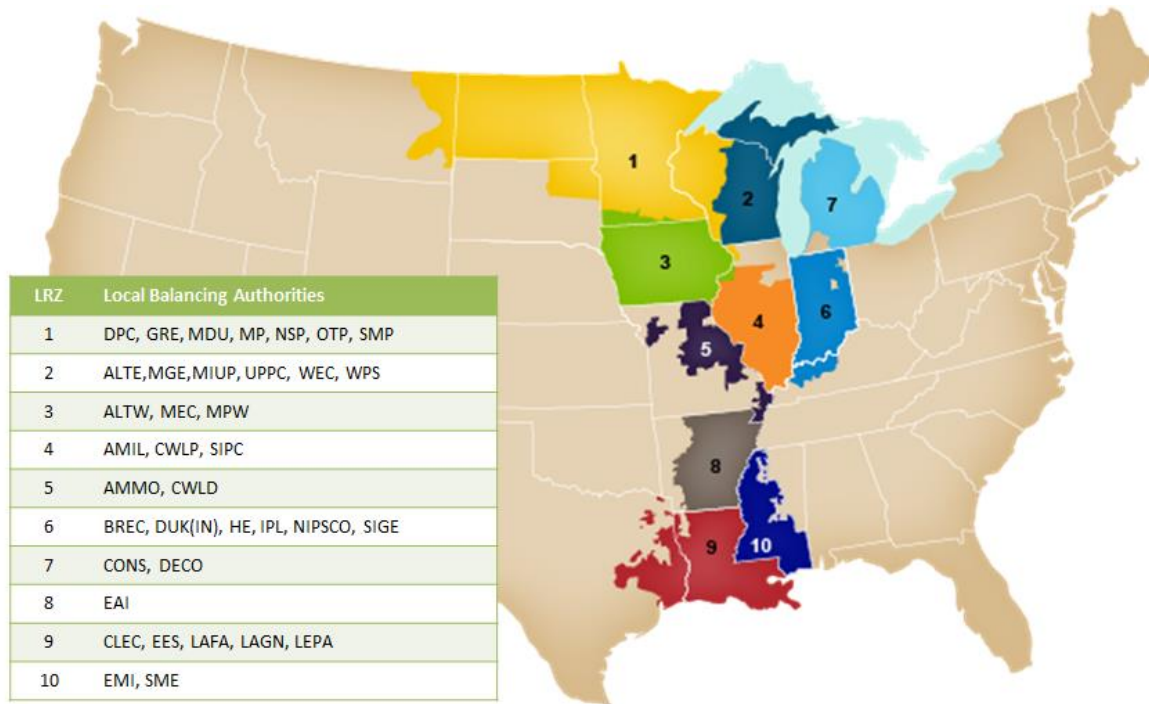 1
2
7
3
6
4
5
8
9
10
LRZ Local Balancing Authorities
1 DPC, GRE, MDU, MP, NSP, OTP, SMP
2 ALTE,MGE,MIUP, UPPC, WEC, WPS
3 ALTW, MEC, MPW
4 AMIL, CWLP, SIPC
5 AMMO, CWLD
6 BREC, DUK(IN), HE, IPL, NIPSCO, SIGE
7 CONS, DECO
8 EAI
9 CLEC, EES, LAFA, LAGN, LEPA
10 EMI, SME